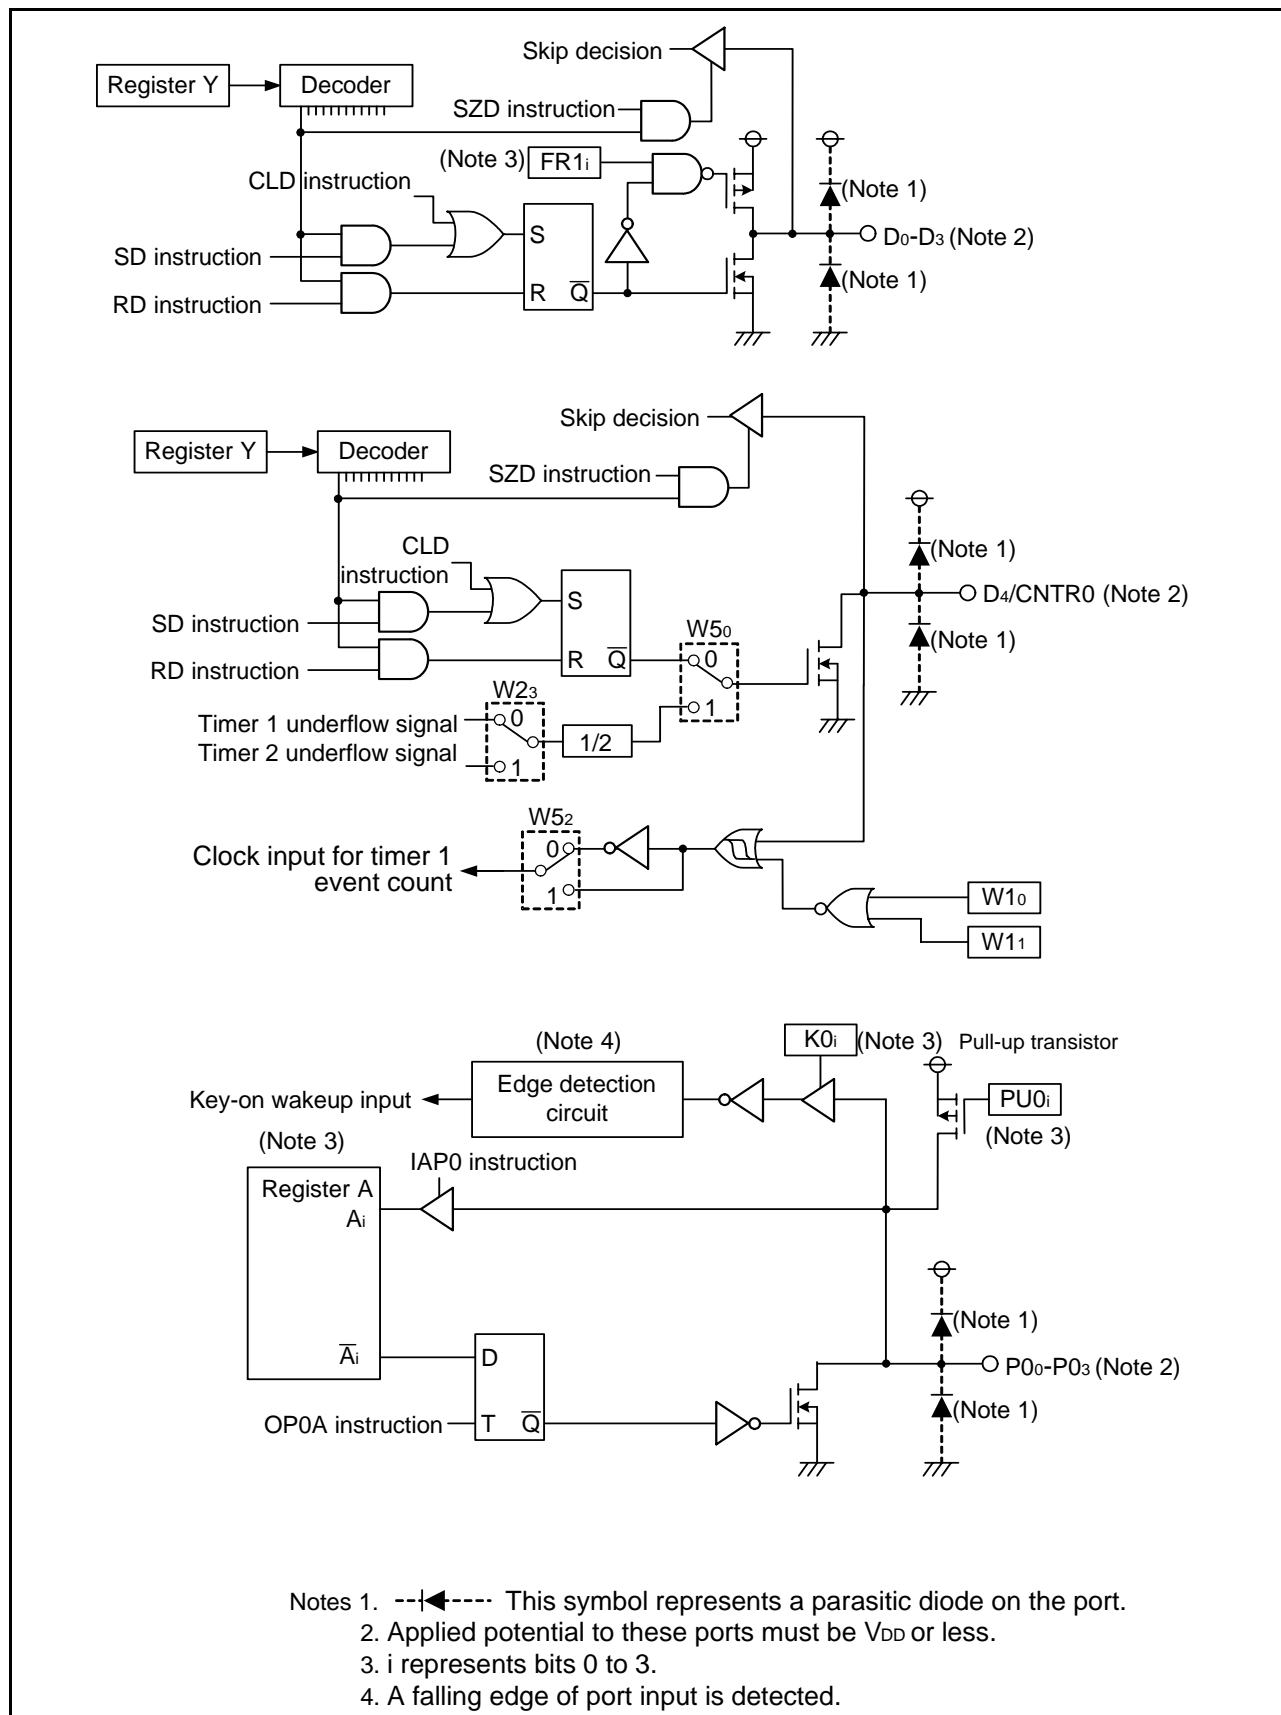 Skip decision
Register Y
Decoder
SZD instruction
(Note 3)
FR1i
CLD instruction
(Note 1)
S
D0-D3 (Note 2)
SD instruction
(Note 1)
R
Q̅
RD instruction
Skip decision
Register Y
Decoder
SZD instruction
CLD
instruction
(Note 1)
S
D4/CNTR0 (Note 2)
SD instruction
W50
(Note 1)
R
Q̅
0
RD instruction
W23
1
Timer 1 underflow signal
0
1/2
Timer 2 underflow signal
1
W52
0
Clock input for timer 1
event count
1
W10
W11
(Note 4)
K0i
(Note 3)
Pull-up transistor
Edge detection
circuit
Key-on wakeup input
PU0i
(Note 3)
(Note 3)
IAP0 instruction
Register A
Ai
(Note 1)
A̅i
D
P00-P03 (Note 2)
(Note 1)
OP0A instruction
T
Q̅
Notes 1. This symbol represents a parasitic diode on the port.
2. Applied potential to these ports must be VDD or less.
3. i represents bits 0 to 3.
4. A falling edge of port input is detected.